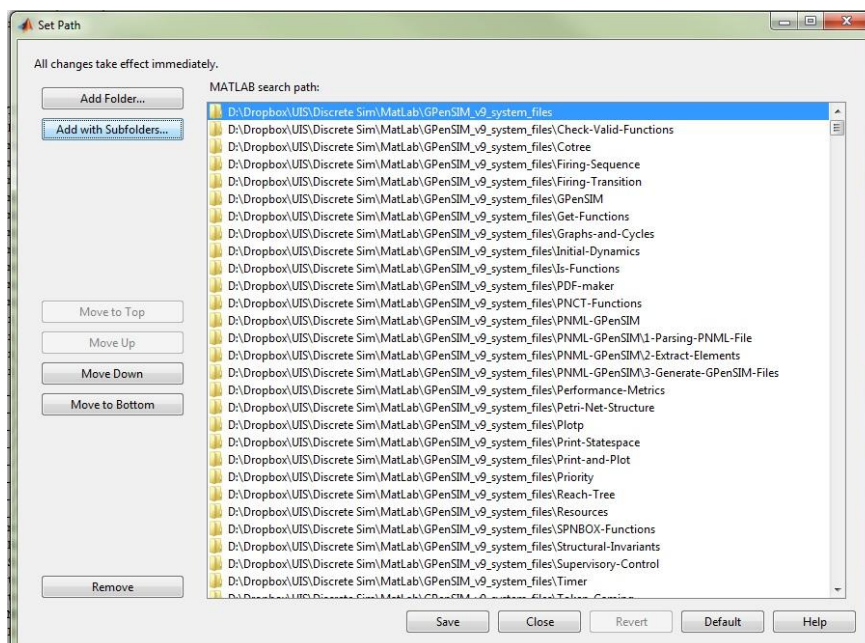 Set Path
All changes take effect immediately.
MATLAB search path:
Add Folder...
Add with Subfolders...
Move to Top
Move Up
Move Down
Move to Bottom
Remove
D:\Dropbox\UIS\Discrete Sim\MatLab\GPenSIM_v9_system_files
D:\Dropbox\UIS\Discrete Sim\MatLab\GPenSIM_v9_system_files\Check-Valid-Functions
D:\Dropbox\UIS\Discrete Sim\MatLab\GPenSIM_v9_system_files\Cotree
D:\Dropbox\UIS\Discrete Sim\MatLab\GPenSIM_v9_system_files\Firing-Sequence
D:\Dropbox\UIS\Discrete Sim\MatLab\GPenSIM_v9_system_files\Firing-Transition
D:\Dropbox\UIS\Discrete Sim\MatLab\GPenSIM_v9_system_files\GPenSIM
D:\Dropbox\UIS\Discrete Sim\MatLab\GPenSIM_v9_system_files\Get-Functions
D:\Dropbox\UIS\Discrete Sim\MatLab\GPenSIM_v9_system_files\Graphs-and-Cycles
D:\Dropbox\UIS\Discrete Sim\MatLab\GPenSIM_v9_system_files\Initial-Dynamics
D:\Dropbox\UIS\Discrete Sim\MatLab\GPenSIM_v9_system_files\Is-Functions
D:\Dropbox\UIS\Discrete Sim\MatLab\GPenSIM_v9_system_files\PDF-maker
D:\Dropbox\UIS\Discrete Sim\MatLab\GPenSIM_v9_system_files\PNCT-Functions
D:\Dropbox\UIS\Discrete Sim\MatLab\GPenSIM_v9_system_files\PNML-GPenSIM
D:\Dropbox\UIS\Discrete Sim\MatLab\GPenSIM_v9_system_files\PNML-GPenSIM\1-Parsing-PNML-File
D:\Dropbox\UIS\Discrete Sim\MatLab\GPenSIM_v9_system_files\PNML-GPenSIM\2-Extract-Elements
D:\Dropbox\UIS\Discrete Sim\MatLab\GPenSIM_v9_system_files\PNML-GPenSIM\3-Generate-GPenSIM-Files
D:\Dropbox\UIS\Discrete Sim\MatLab\GPenSIM_v9_system_files\Performance-Metrics
D:\Dropbox\UIS\Discrete Sim\MatLab\GPenSIM_v9_system_files\Petri-Net-Structure
D:\Dropbox\UIS\Discrete Sim\MatLab\GPenSIM_v9_system_files\Plotp
D:\Dropbox\UIS\Discrete Sim\MatLab\GPenSIM_v9_system_files\Print-Statespace
D:\Dropbox\UIS\Discrete Sim\MatLab\GPenSIM_v9_system_files\Print-and-Plot
D:\Dropbox\UIS\Discrete Sim\MatLab\GPenSIM_v9_system_files\Priority
D:\Dropbox\UIS\Discrete Sim\MatLab\GPenSIM_v9_system_files\Reach-Tree
D:\Dropbox\UIS\Discrete Sim\MatLab\GPenSIM_v9_system_files\Resources
D:\Dropbox\UIS\Discrete Sim\MatLab\GPenSIM_v9_system_files\SPNBOX-Functions
D:\Dropbox\UIS\Discrete Sim\MatLab\GPenSIM_v9_system_files\Structural-Invariants
D:\Dropbox\UIS\Discrete Sim\MatLab\GPenSIM_v9_system_files\Supervisory-Control
D:\Dropbox\UIS\Discrete Sim\MatLab\GPenSIM_v9_system_files\Timer
Save
Close
Revert
Default
Help